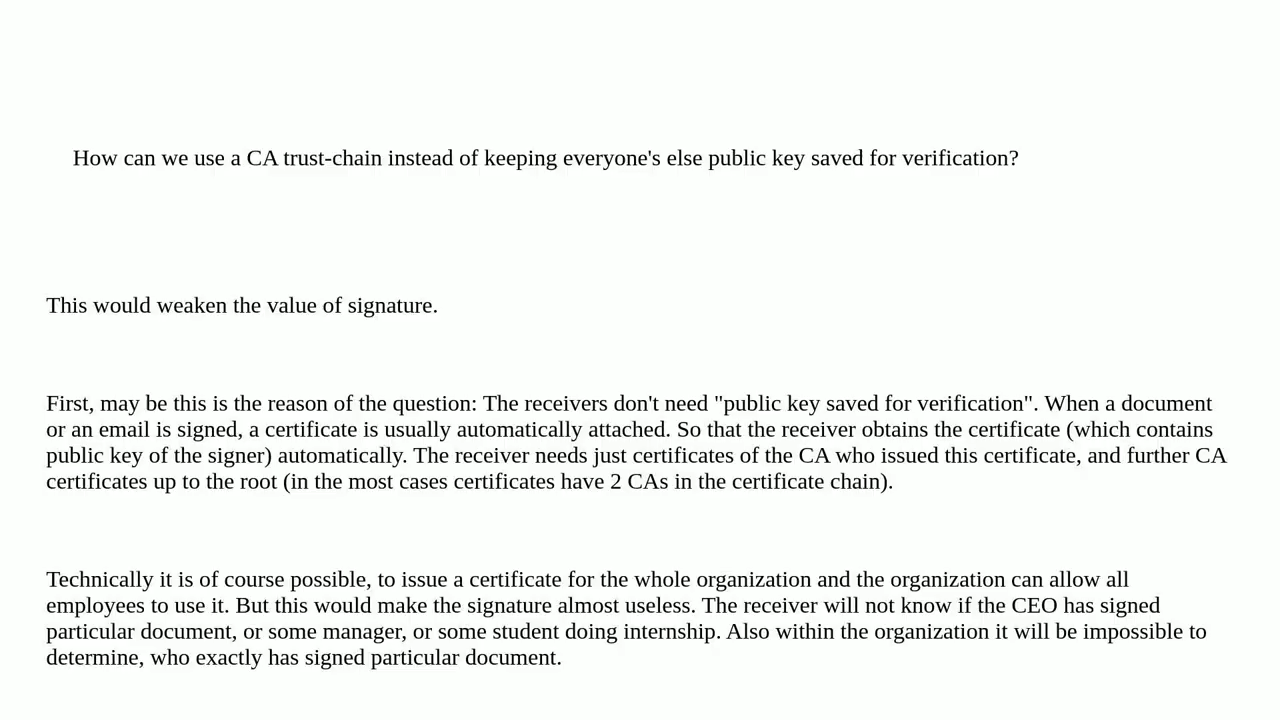 How can we use a CA trust-chain instead of keeping everyone's else public key saved for verification?
This would weaken the value of signature.
First, may be this is the reason of the question: The receivers don't need "public key saved for verification". When a document
or an email is signed, a certificate is usually automatically attached. So that the receiver obtains the certificate (which contains
public key of the signer) automatically. The receiver needs just certificates of the CA who issued this certificate, and further CA
certificates up to the root (in the most cases certificates have 2 CAs in the certificate chain).
Technically it is of course possible, to issue a certificate for the whole organization and the organization can allow all
employees to use it. But this would make the signature almost useless. The receiver will not know if the CEO has signed
particular document, or some manager, or some student doing internship. Also within the organization it will be impossible to
determine, who exactly has signed particular document.